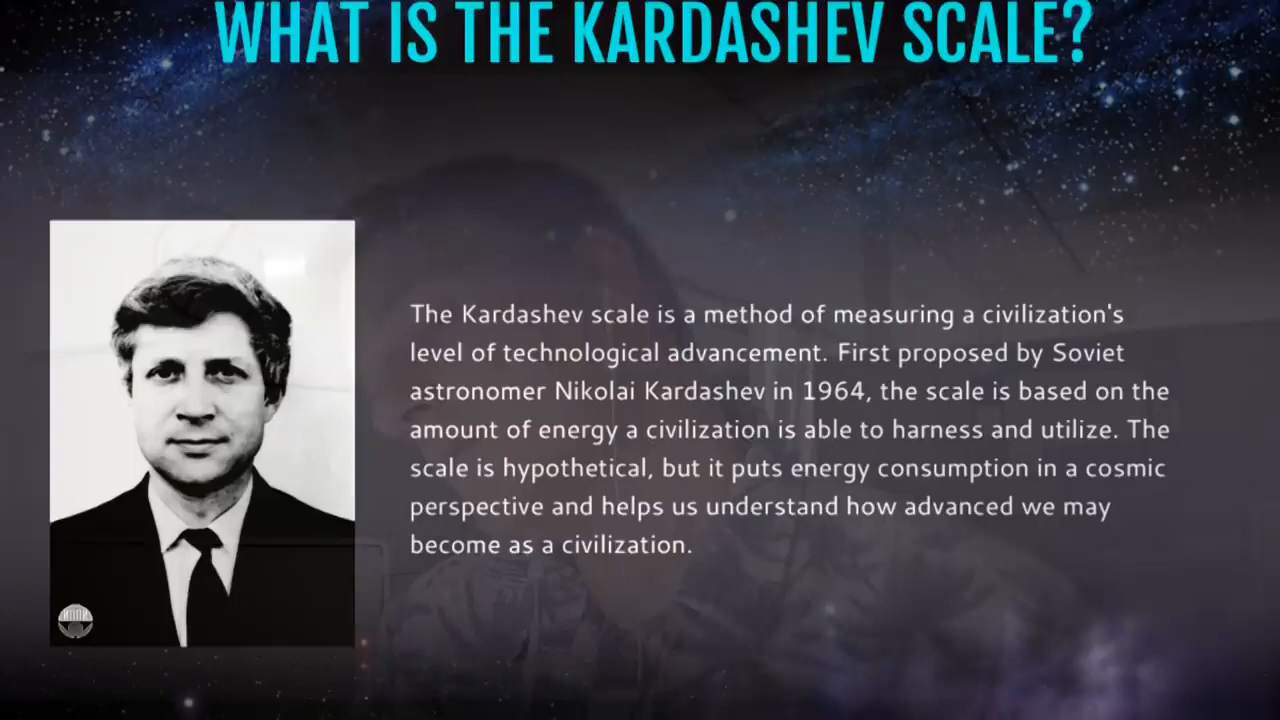 WHAT IS THE KARDASHEV SCALE?
The Kardashev scale is a method of measuring a civilization's
level of technological advancement. First proposed by Soviet
astronomer Nikolai Kardashev in 1964, the scale is based on the
amount of energy a civilization is able to harness and utilize. The
scale is hypothetical, but it puts energy consumption in a cosmic
perspective and helps us understand how advanced we may
become as a civilization.